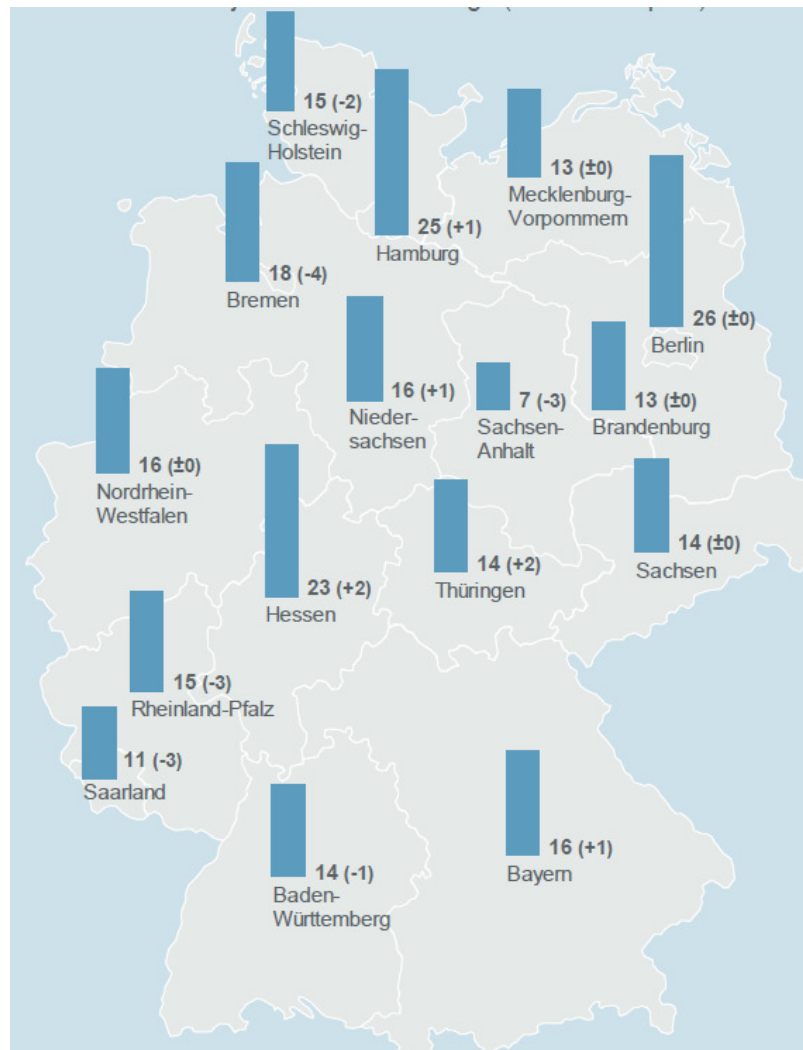 15 (-2)
Schleswig-
Holstein
13 (±0)
Mecklenburg-
Vorpommern
25 (+1)
Hamburg
18 (-4)
Bremen
26 (±0)
Berlin
16 (+1)
Nieder-
sachsen
7 (-3)
Sachsen-
Anhalt
13 (±0)
Brandenburg
16 (±0)
Nordrhein-
Westfalen
14 (±0)
Sachsen
14 (+2)
Thüringen
23 (+2)
Hessen
15 (-3)
Rheinland-Pfalz
11 (-3)
Saarland
16 (+1)
Bayern
14 (-1)
Baden-
Württemberg